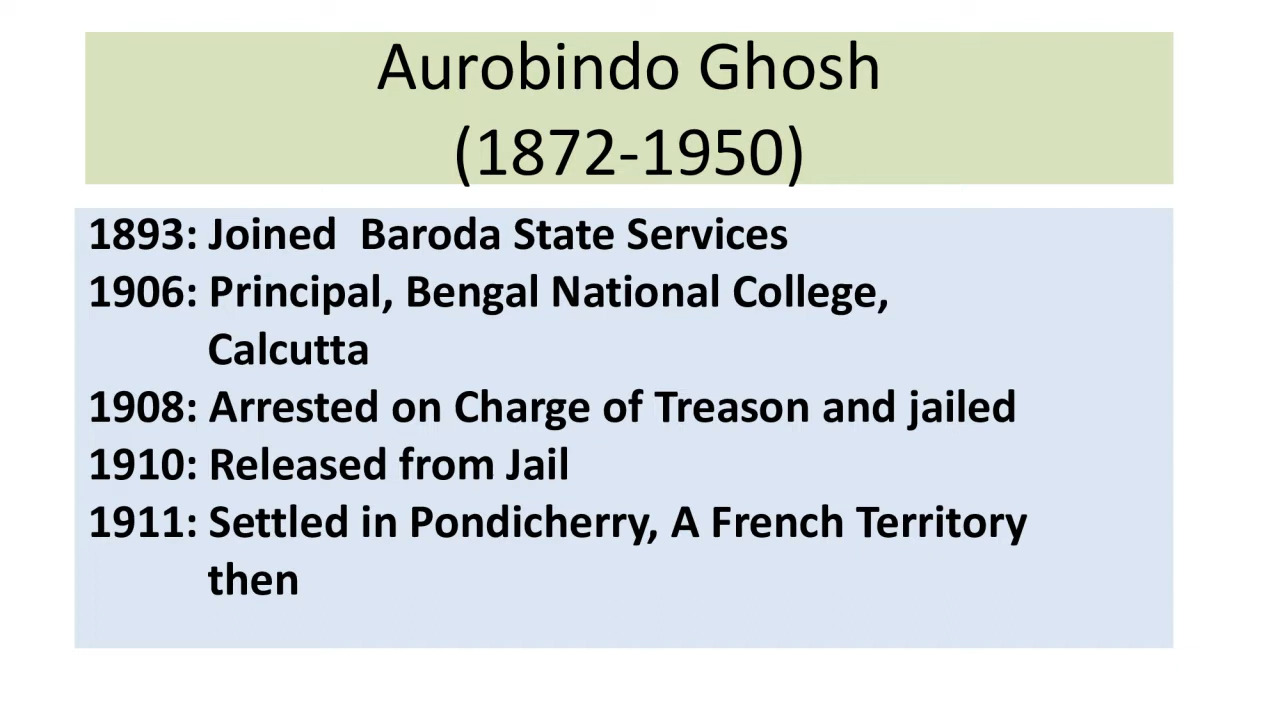 Aurobindo Ghosh
(1872-1950)
1893: Joined  Baroda State Services
1906: Principal, Bengal National College,
Calcutta
1908: Arrested on Charge of Treason and jailed
1910: Released from Jail
1911: Settled in Pondicherry, A French Territory
then